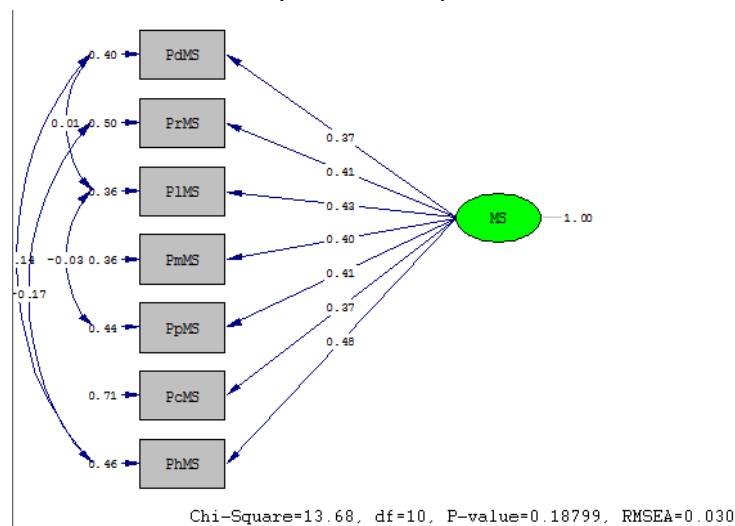 0.40 PdMS
0.37
0.01 0.50 PrMS
0.41
0.36 PlMS
0.43
MS 1.00
-0.03 0.36 PmMS
0.40
-0.17
0.41
0.44 PpMS
0.37
0.48
0.71 PcMS
0.46 PhMS
Chi-Square=13.68, df=10, P-value=0.18799, RMSEA=0.030